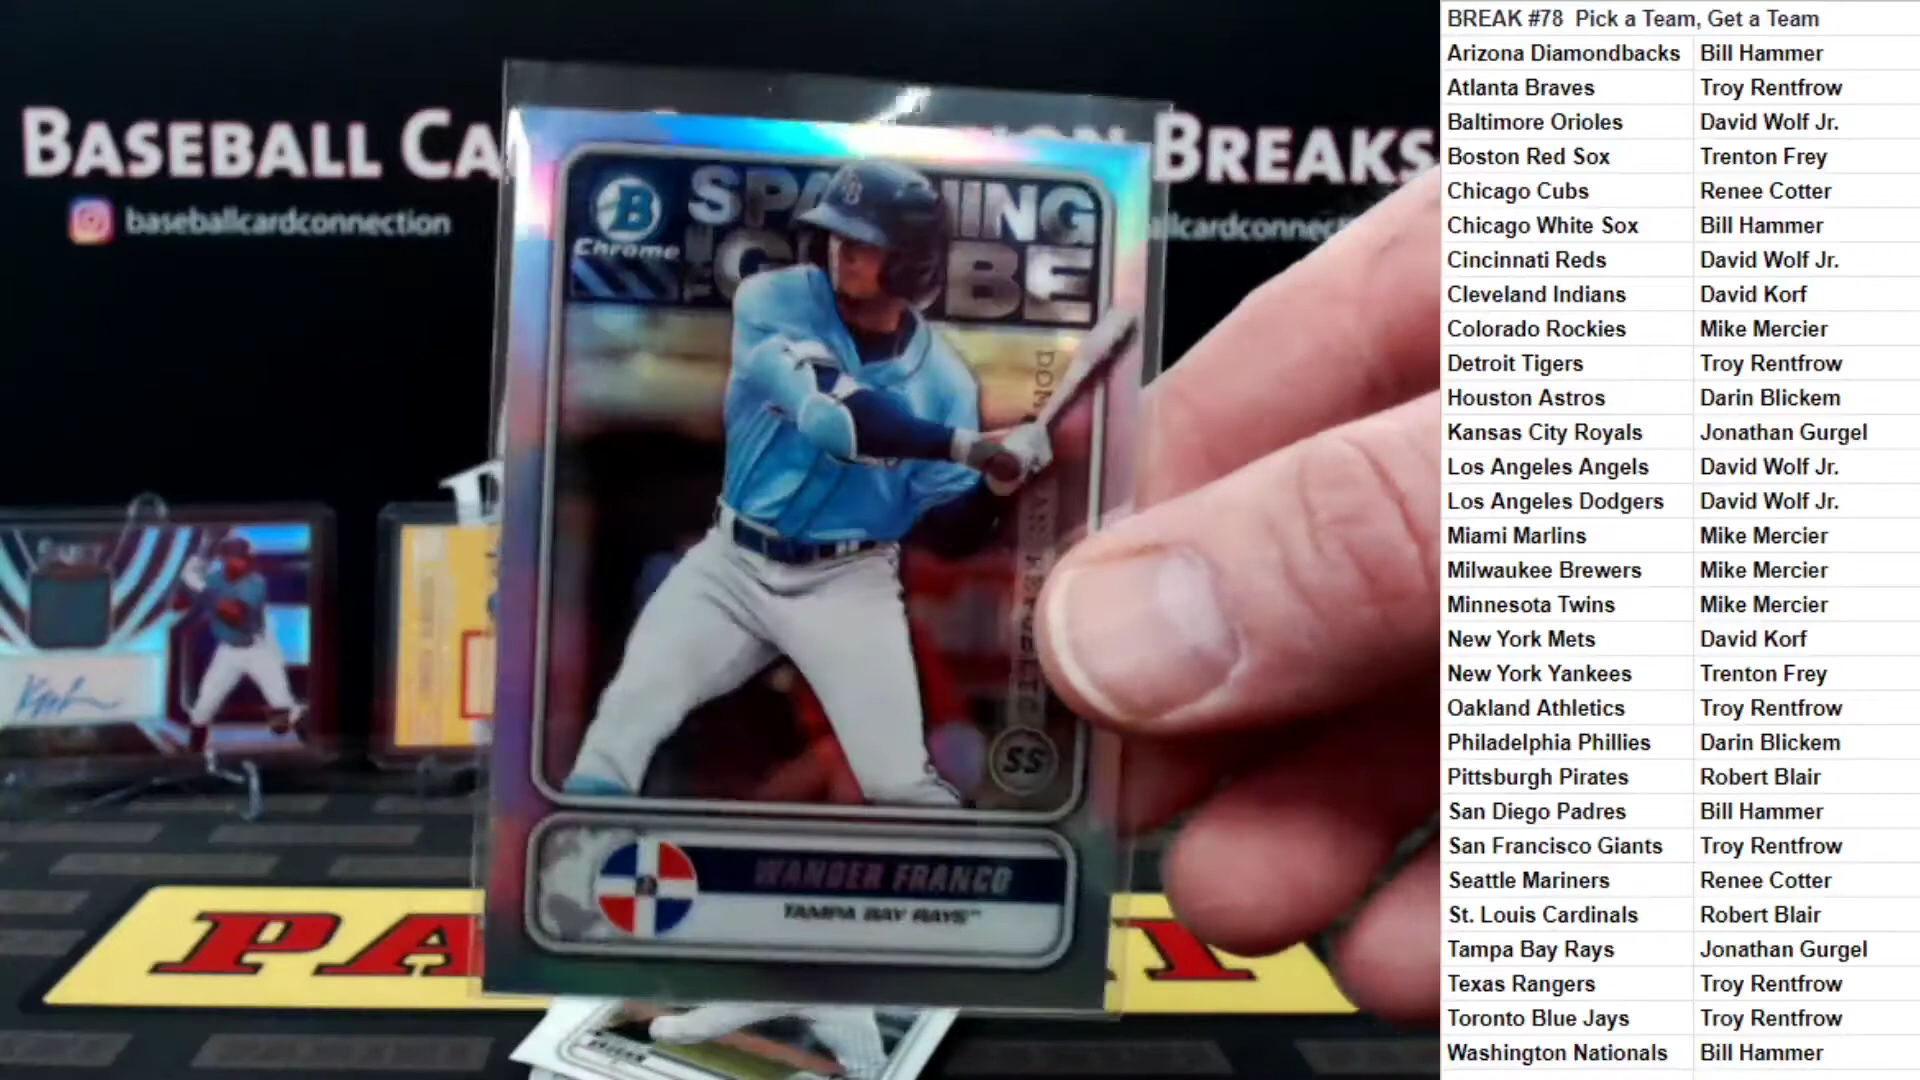 BREAK #78 Pick a Team, Get a Team
Arizona Diamondbacks Bill Hammer
Atlanta Braves Troy Rentfrow
Baltimore Orioles David Wolf Jr.
Boston Red Sox Trenton Frey
Chicago Cubs Renee Cotter
Chicago White Sox Bill Hammer
Cincinnati Reds David Wolf Jr.
Cleveland Indians David Korf
Colorado Rockies Mike Mercier
Detroit Tigers Troy Rentfrow
Houston Astros Darin Blickem
Kansas City Royals Jonathan Gurgel
Los Angeles Angels David Wolf Jr.
Los Angeles Dodgers David Wolf Jr.
Miami Marlins Mike Mercier
Milwaukee Brewers Mike Mercier
Minnesota Twins Mike Mercier
New York Mets David Korf
New York Yankees Trenton Frey
Oakland Athletics Troy Rentfrow
Philadelphia Phillies Darin Blickem
Pittsburgh Pirates Robert Blair
San Diego Padres Bill Hammer
San Francisco Giants Troy Rentfrow
Seattle Mariners Renee Cotter
St. Louis Cardinals Robert Blair
Tampa Bay Rays Jonathan Gurgel
Texas Rangers Troy Rentfrow
Toronto Blue Jays Troy Rentfrow
Washington Nationals Bill Hammer
BASEBALL CA BREAKS
baseballcardconnection
B Chrome
SS
WANDER FRANCO
TAMPA BAY RAYS™
PA